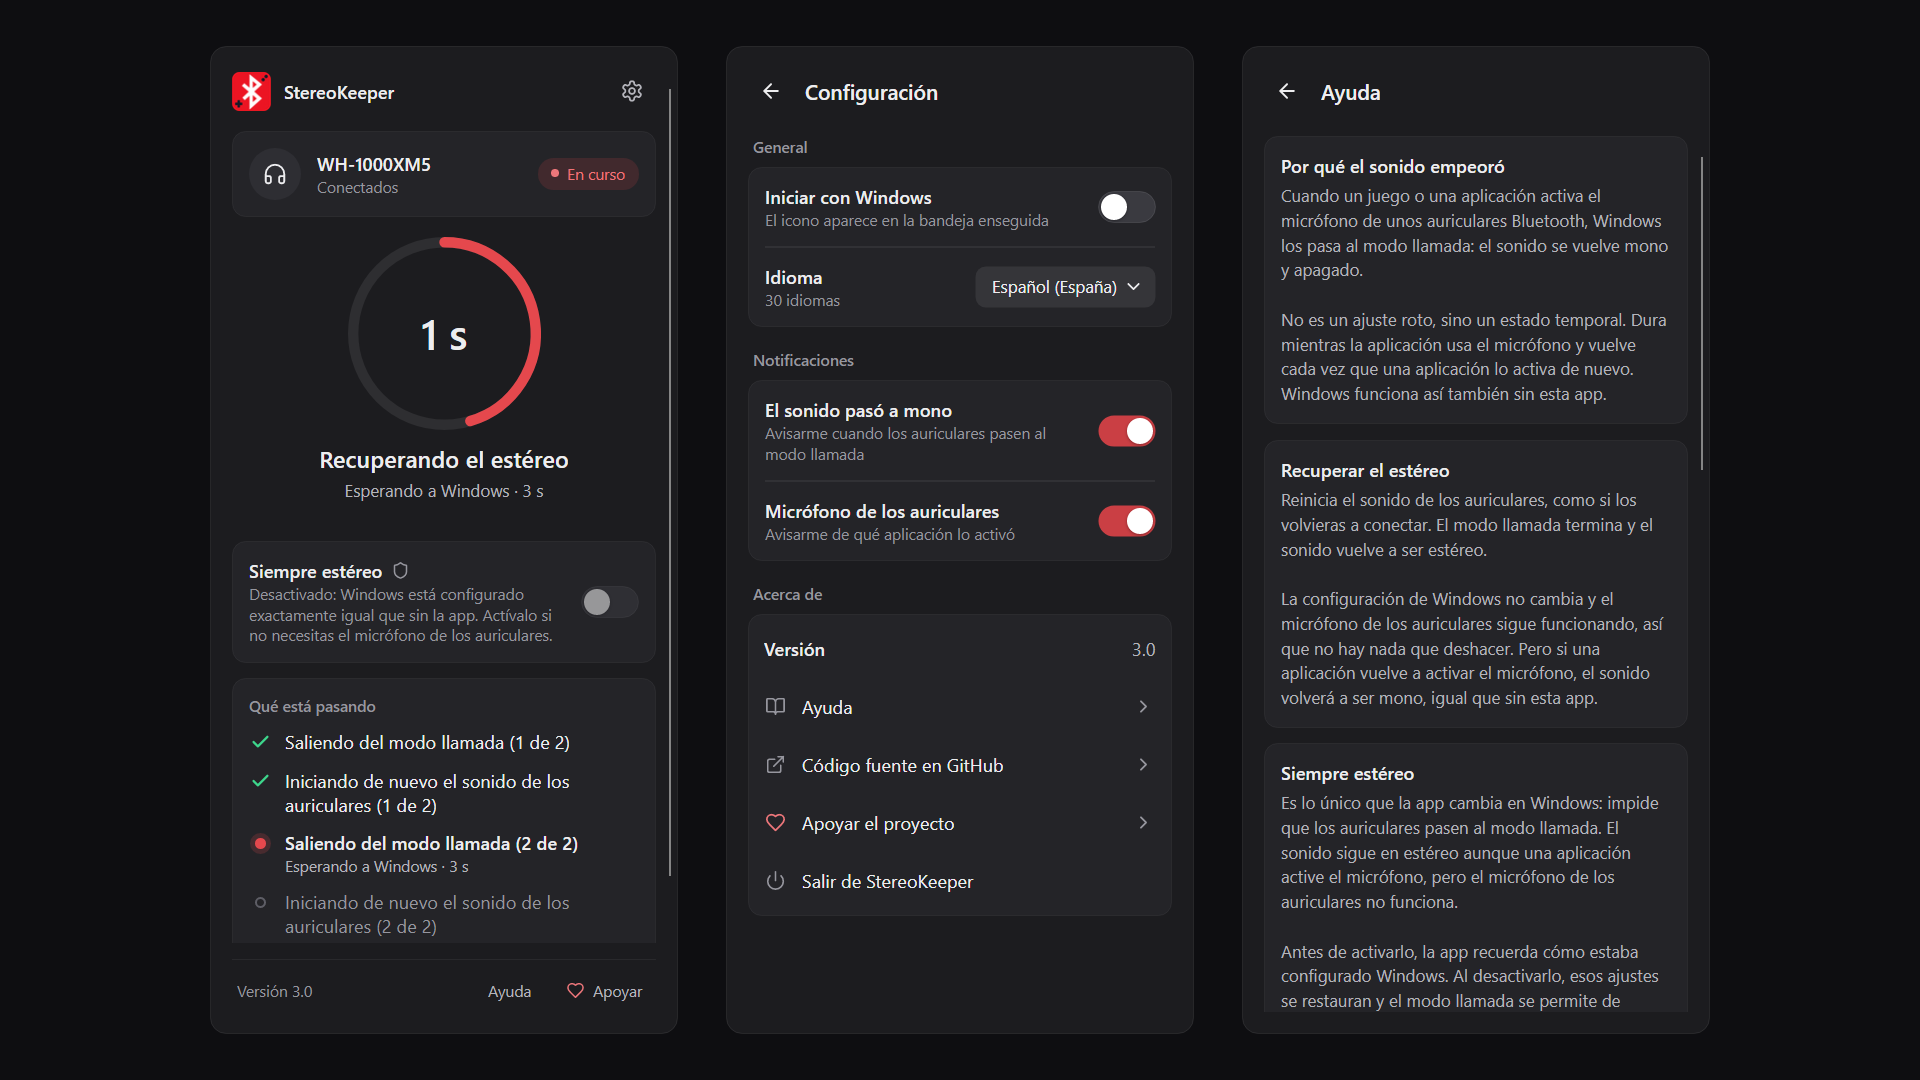 StereoKeeper
WH-1000XM5
Conectados
En curso
1 s
Recuperando el estéreo
Esperando a Windows · 3 s
Siempre estéreo
Desactivado: Windows está configurado
exactamente igual que sin la app. Actívalo si
no necesitas el micrófono de los auriculares.
Qué está pasando
Saliendo del modo llamada (1 de 2)
Iniciando de nuevo el sonido de los
auriculares (1 de 2)
Saliendo del modo llamada (2 de 2)
Esperando a Windows · 3 s
Iniciando de nuevo el sonido de los
auriculares (2 de 2)
Versión 3.0
Ayuda
Apoyar
Configuración
General
Iniciar con Windows
El icono aparece en la bandeja enseguida
Idioma
30 idiomas
Español (España)
Notificaciones
El sonido pasó a mono
Avisarme cuando los auriculares pasen al
modo llamada
Micrófono de los auriculares
Avisarme de qué aplicación lo activó
Acerca de
Versión
3.0
Ayuda
Código fuente en GitHub
Apoyar el proyecto
Salir de StereoKeeper
Ayuda
Por qué el sonido empeoró
Cuando un juego o una aplicación activa el
micrófono de unos auriculares Bluetooth, Windows
los pasa al modo llamada: el sonido se vuelve mono
y apagado.
No es un ajuste roto, sino un estado temporal. Dura
mientras la aplicación usa el micrófono y vuelve
cada vez que una aplicación lo activa de nuevo.
Windows funciona así también sin esta app.
Recuperar el estéreo
Reinicia el sonido de los auriculares, como si los
volvieras a conectar. El modo llamada termina y el
sonido vuelve a ser estéreo.
La configuración de Windows no cambia y el
micrófono de los auriculares sigue funcionando, así
que no hay nada que deshacer. Pero si una
aplicación vuelve a activar el micrófono, el sonido
volverá a ser mono, igual que sin esta app.
Siempre estéreo
Es lo único que la app cambia en Windows: impide
que los auriculares pasen al modo llamada. El
sonido sigue en estéreo aunque una aplicación
active el micrófono, pero el micrófono de los
auriculares no funciona.
Antes de activarlo, la app recuerda cómo estaba
configurado Windows. Al desactivarlo, esos ajustes
se restauran y el modo llamada se permite de